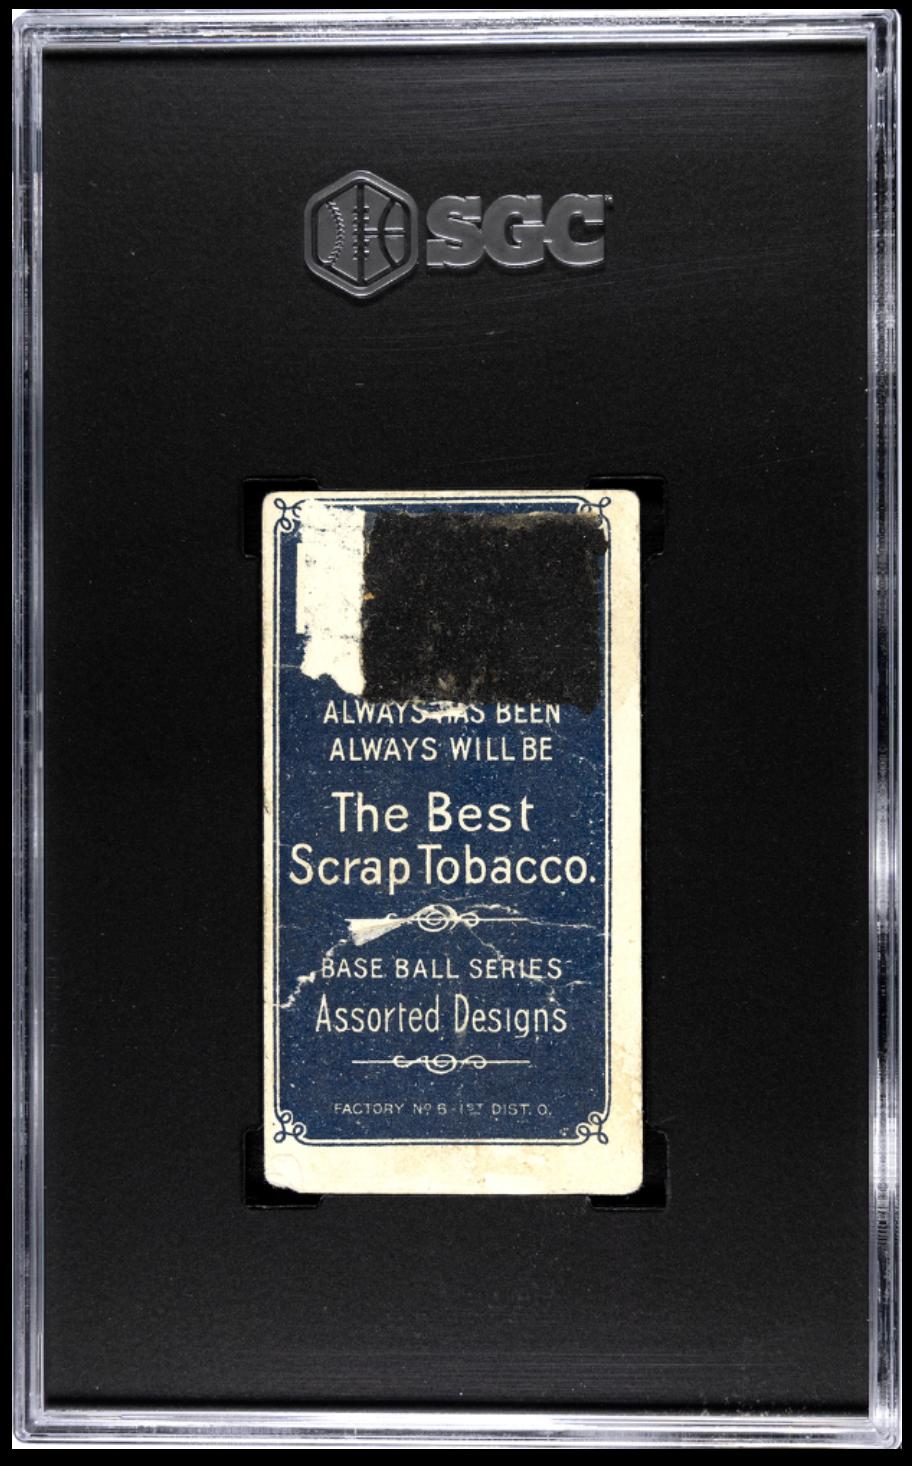 SGC
ALWAYS HAS BEEN
ALWAYS WILL BE
The Best
Scrap Tobacco.
BASE BALL SERIES
Assorted Designs
FACTORY Nº 6 - 1ST DIST. O.